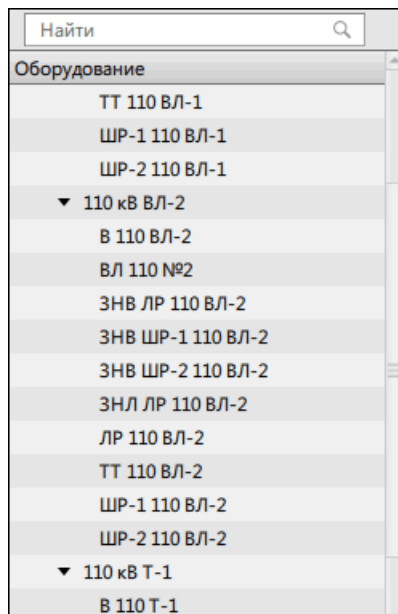 Найти
Оборудование
ТТ 110 ВЛ-1
ШР-1 110 ВЛ-1
ШР-2 110 ВЛ-1
110 кВ ВЛ-2
В 110 ВЛ-2
ВЛ 110 №2
ЗНВ ЛР 110 ВЛ-2
ЗНВ ШР-1 110 ВЛ-2
ЗНВ ШР-2 110 ВЛ-2
ЗНЛ ЛР 110 ВЛ-2
ЛР 110 ВЛ-2
ТТ 110 ВЛ-2
ШР-1 110 ВЛ-2
ШР-2 110 ВЛ-2
110 кВ Т-1
В 110 Т-1